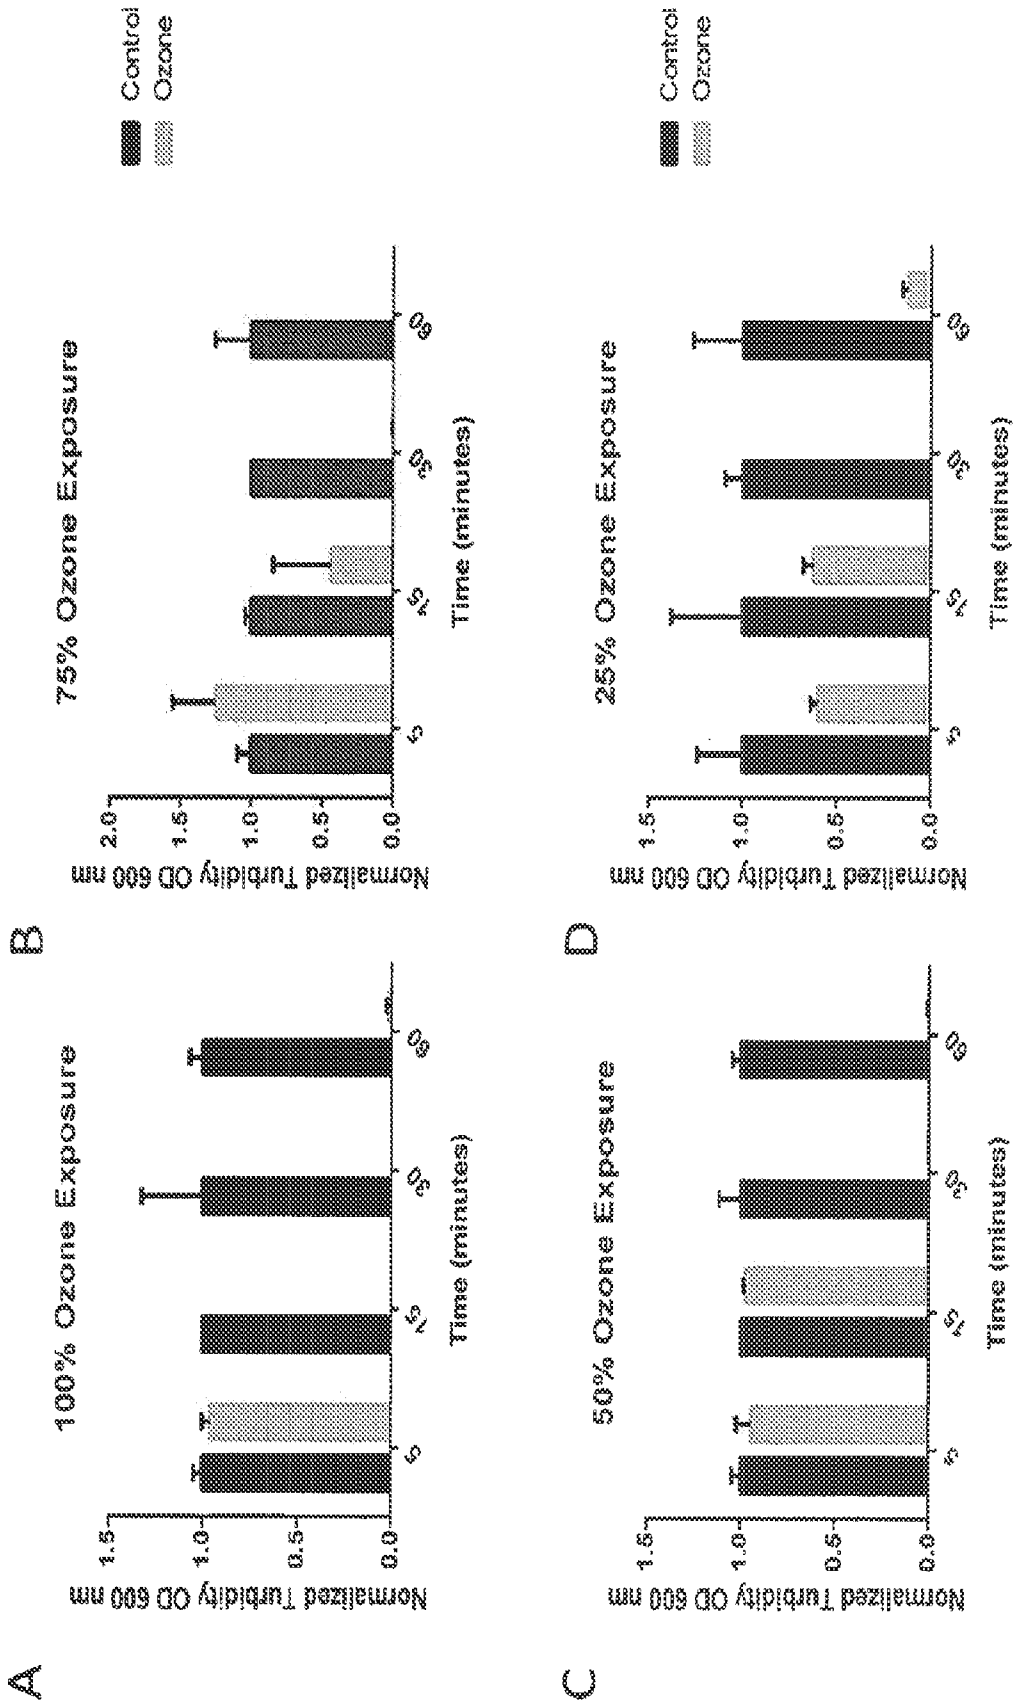 A
100% Ozone Exposure
Normalized Turbidity OD 600 nm
1.5
1.0
0.5
0.0
5
15
30
60
Time (minutes)
B
75% Ozone Exposure
Normalized Turbidity OD 600 nm
2.0
1.5
1.0
0.5
0.0
5
15
30
60
Time (minutes)
Control
Ozone
C
50% Ozone Exposure
Normalized Turbidity OD 600 nm
1.5
1.0
0.5
0.0
5
15
30
60
Time (minutes)
D
25% Ozone Exposure
Normalized Turbidity OD 600 nm
1.5
1.0
0.5
0.0
5
15
30
60
Time (minutes)
Control
Ozone